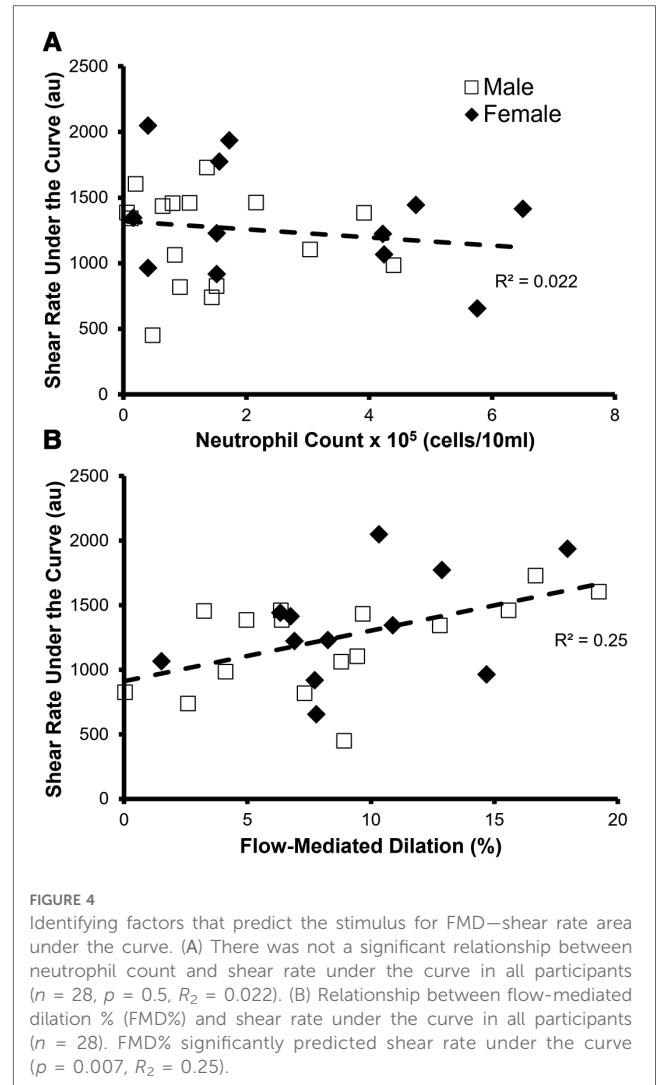 A
2500
2000
1500
1000
500
0
Shear Rate Under the Curve (au)
Male
Female
R² = 0.022
0 2 4 6 8
Neutrophil Count x 10⁵ (cells/10ml)
B
2500
2000
1500
1000
500
0
Shear Rate Under the Curve (au)
R² = 0.25
0 5 10 15 20
Flow-Mediated Dilation (%)
FIGURE 4
Identifying factors that predict the stimulus for FMD—shear rate area
under the curve. (A) There was not a significant relationship between
neutrophil count and shear rate under the curve in all participants
(n = 28, p = 0.5, R₂ = 0.022). (B) Relationship between flow-mediated
dilation % (FMD%) and shear rate under the curve in all participants
(n = 28). FMD% significantly predicted shear rate under the curve
(p = 0.007, R₂ = 0.25).